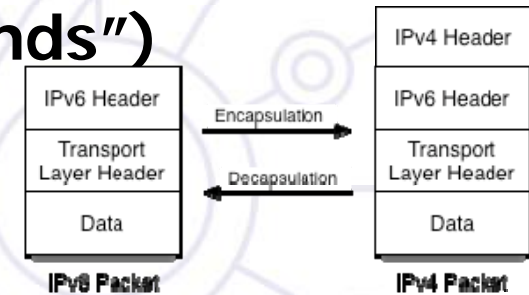 nds")
IPv6 Header
Transport
Layer Header
Data
IPv6 Packet
Encapsulation
Decapsulation
IPv4 Header
IPv6 Header
Transport
Layer Header
Data
IPv4 Packet